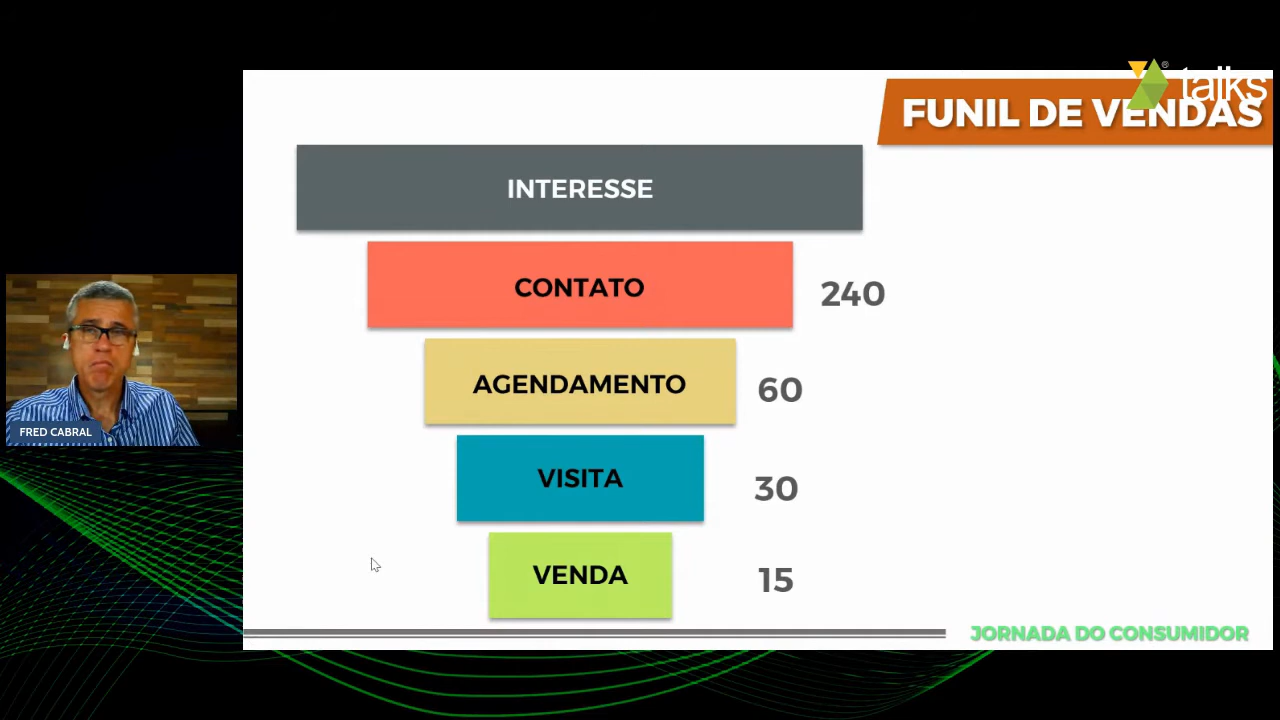 talks
FUNIL DE VENDAS
INTERESSE
CONTATO
240
AGENDAMENTO
60
VISITA
30
VENDA
15
FRED CABRAL
JORNADA DO CONSUMIDOR